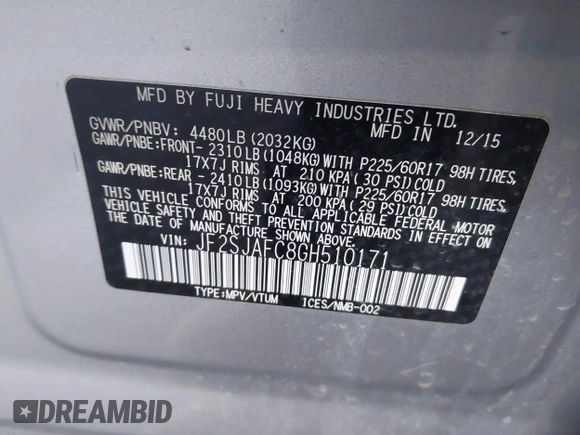 MFD BY FUJI HEAVY INDUSTRIES LTD.
GVWR/PNBV: 4480LB(2032KG) MFD IN 12/15
GAWR/PNBE:FRONT- 2310LB(1048KG)WITH P225/60R17 98H TIRES,
17X7J RIMS AT 210 KPA(30 PSI)COLD
GAWR/PNBE:REAR - 2410LB(1093KG)WITH P225/60R17 98H TIRES,
17X7J RIMS AT 200 KPA(29 PSI)COLD
THIS VEHICLE CONFORMS TO ALL APPLICABLE FEDERAL MOTOR
VEHICLE SAFETY AND THEFT PREVENTION STANDARDS IN EFFECT ON
THE DATE OF MANUFACTURE SHOWN ABOVE.
VIN: JF2SJAFC8GH510171
TYPE:MPV/VTUM ICES/NMB-002
DREAMBID